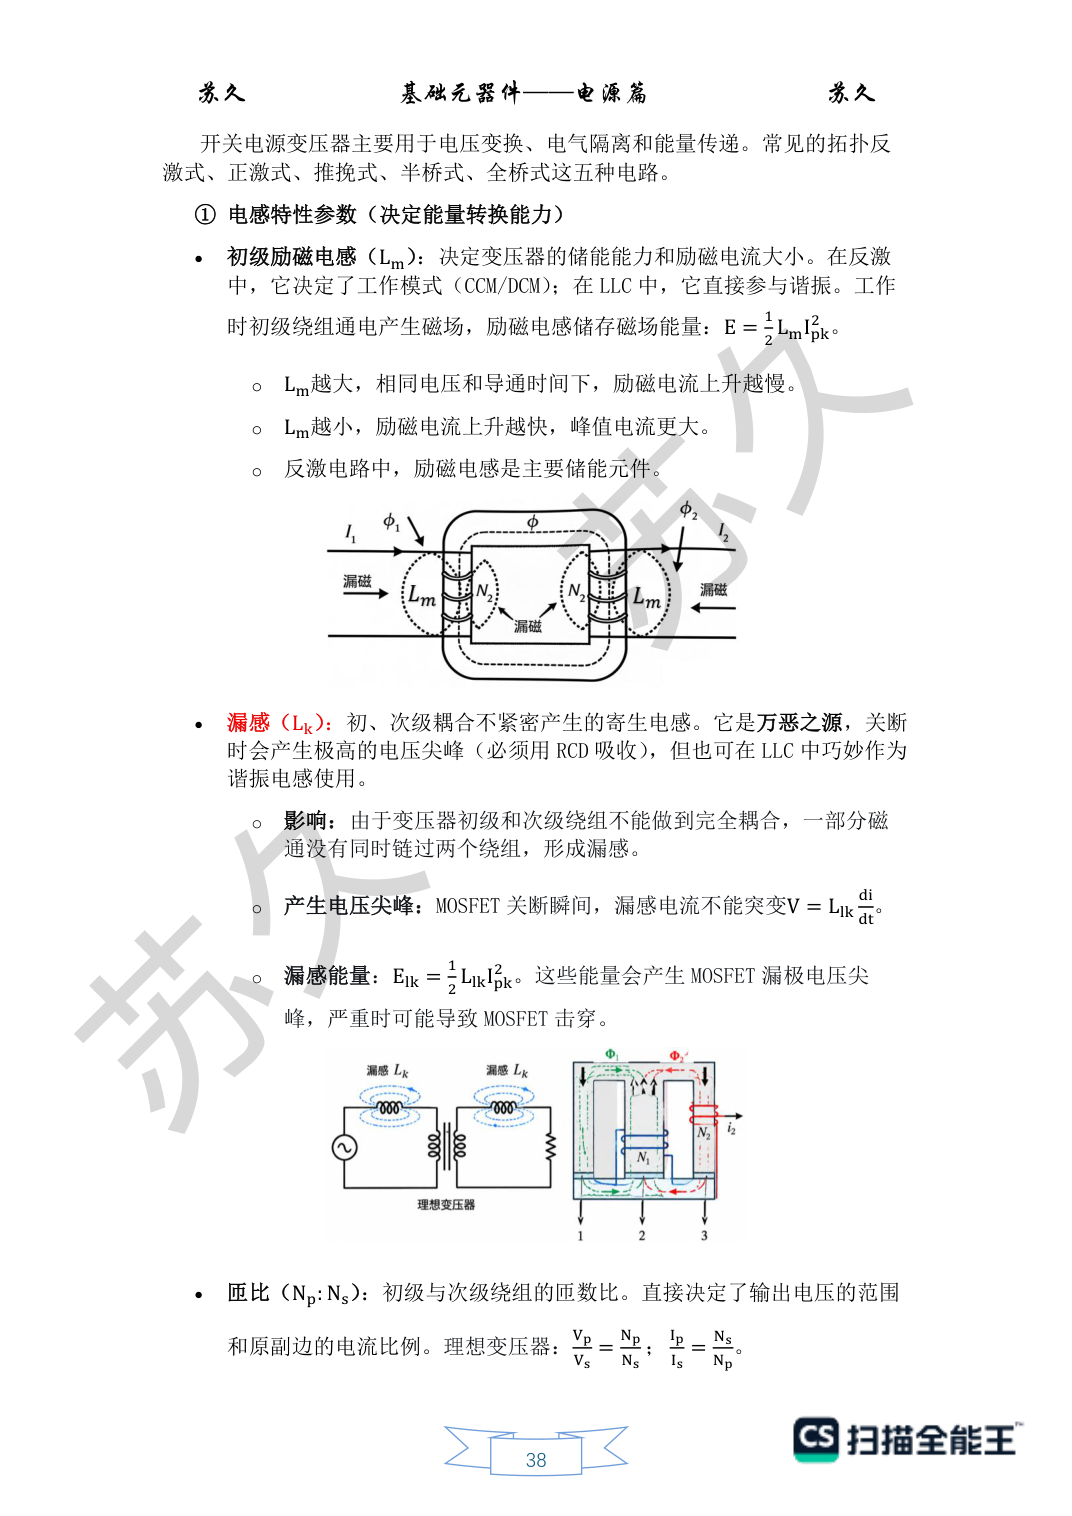 苏久 基础元器件——电源篇 苏久
开关电源变压器主要用于电压变换、电气隔离和能量传递。常见的拓扑反
激式、正激式、推挽式、半桥式、全桥式这五种电路。
① 电感特性参数（决定能量转换能力）
• 初级励磁电感（Lm）：决定变压器的储能能力和励磁电流大小。在反激
中，它决定了工作模式（CCM/DCM）；在 LLC 中，它直接参与谐振。工作
时初级绕组通电产生磁场，励磁电感储存磁场能量：E = 1/2 LmI²pk。
o Lm越大，相同电压和导通时间下，励磁电流上升越慢。
o Lm越小，励磁电流上升越快，峰值电流更大。
o 反激电路中，励磁电感是主要储能元件。
I1 ϕ1 ϕ ϕ2 I2
漏磁 Lm N2 N2 Lm 漏磁
漏磁
• 漏感（Lk）：初、次级耦合不紧密产生的寄生电感。它是万恶之源，关断
时会产生极高的电压尖峰（必须用 RCD 吸收），但也可在 LLC 中巧妙作为
谐振电感使用。
o 影响：由于变压器初级和次级绕组不能做到完全耦合，一部分磁
通没有同时链过两个绕组，形成漏感。
o 产生电压尖峰：MOSFET 关断瞬间，漏感电流不能突变V = Llk di/dt。
o 漏感能量：Elk = 1/2 LlkI²pk。这些能量会产生 MOSFET 漏极电压尖
峰，严重时可能导致 MOSFET 击穿。
漏感 Lk 漏感 Lk Φ1 Φ2
N1 N2 i2
理想变压器
1 2 3
• 匝比（Np: Ns）：初级与次级绕组的匝数比。直接决定了输出电压的范围
和原副边的电流比例。理想变压器：Vp/Vs = Np/Ns；Ip/Is = Ns/Np。
38
CS 扫描全能王™
苏久
苏久